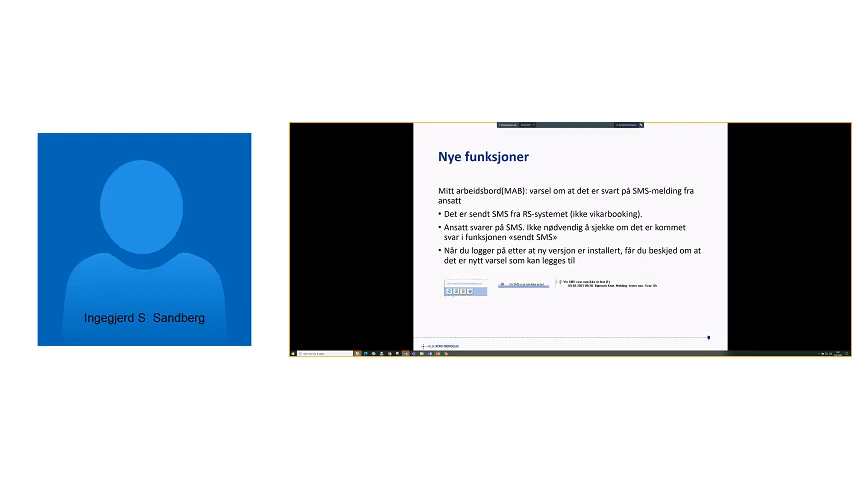 Ingegjerd S. Sandberg
Nye funksjoner
Mitt arbeidsbord(MAB): varsel om at det er svart på SMS-melding fra
ansatt
• Det er sendt SMS fra RS-systemet (ikke vikarbooking).
• Ansatt svarer på SMS. Ikke nødvendig å sjekke om det er kommet
svar i funksjonen «sendt SMS»
• Når du logger på etter at ny versjon er installert, får du beskjed om at
det er nytt varsel som kan legges til